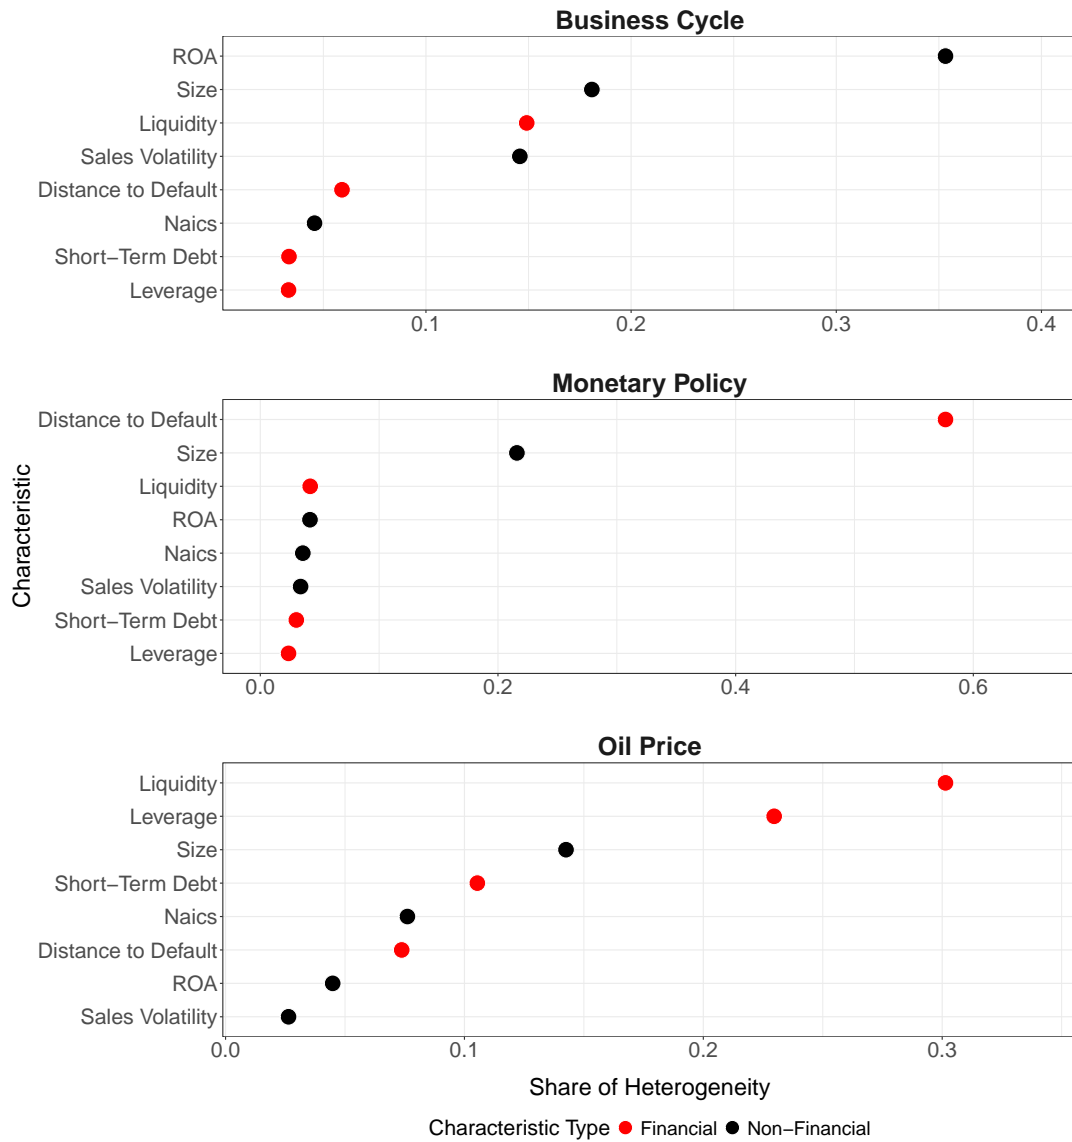 Business Cycle
ROA
Size
Liquidity
Sales Volatility
Distance to Default
Naics
Short−Term Debt
Leverage
0.1 0.2 0.3 0.4
Monetary Policy
Characteristic
Distance to Default
Size
Liquidity
ROA
Naics
Sales Volatility
Short−Term Debt
Leverage
0.0 0.2 0.4 0.6
Oil Price
Liquidity
Leverage
Size
Short−Term Debt
Naics
Distance to Default
ROA
Sales Volatility
0.0 0.1 0.2 0.3
Share of Heterogeneity
Characteristic Type Financial Non−Financial